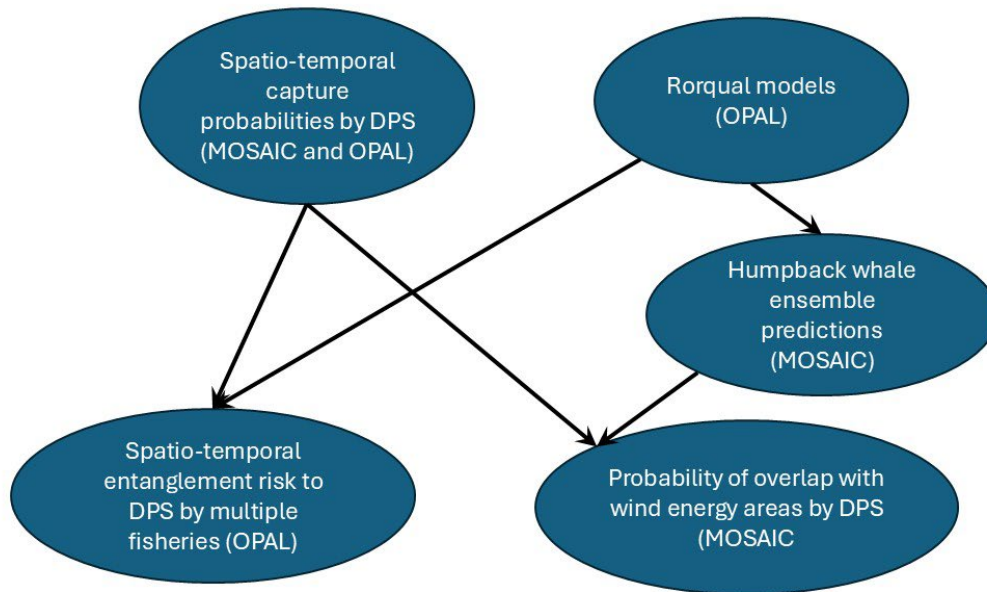 Spatio-temporal
capture
probabilities by DPS
(MOSAIC and OPAL)
Rorqual models
(OPAL)
Humpback whale
ensemble
predictions
(MOSAIC)
Spatio-temporal
entanglement risk to
DPS by multiple
fisheries (OPAL)
Probability of overlap with
wind energy areas by DPS
(MOSAIC